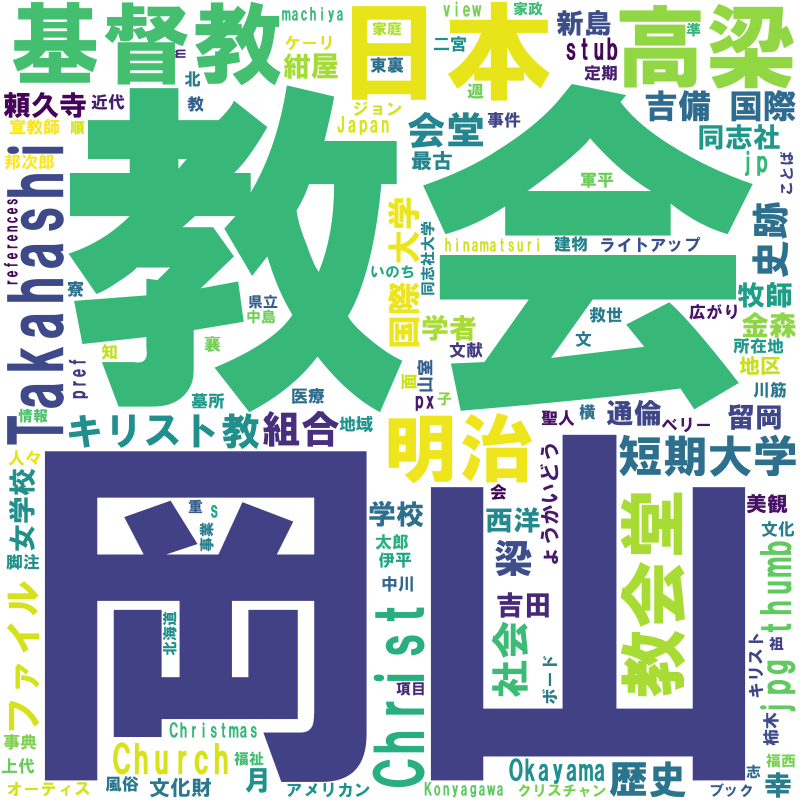 基督教
日本
高梁
machiya
ケーリ
家庭
view
家政
新島
準
紺屋
東裏
二宮
stub
定期
m
北
頼久寺
近代
教
ジョン
週
Japan
会堂
事件
吉備
国際
宣教師
順
最古
同志社
邦次郎
jp
おとこ
教会
軍平
Takahashi
references
大学
同志社大学
hinamatsuri
建物
ライトアップ
史跡
いのち
寮
県立
中島
国際
学者
救世
広がり
牧師
金森
襄
知
文献
文
所在地
pref
面
山室
地区
医療
墓所
px
子
川筋
情報
キリスト教
組合
地域
明治
聖人
横
通倫
ベリー
留岡
岡山
人々
ょうかいどう
短期大学
女学校
会
重
s
事業
学校
西洋
美観
教会堂
文化
脚注
太郎
伊平
梁
thumb
中川
吉田
ファイル
Christ
北海道
社会
キリスト
祖
ボード
jpg
項目
柿木
Christmas
事典
Church
福祉
上代
月
Okayama
歴史
志
福西
オーティス
風俗
文化財
アメリカン
Konyagawa
クリスチャン
ブック
幸